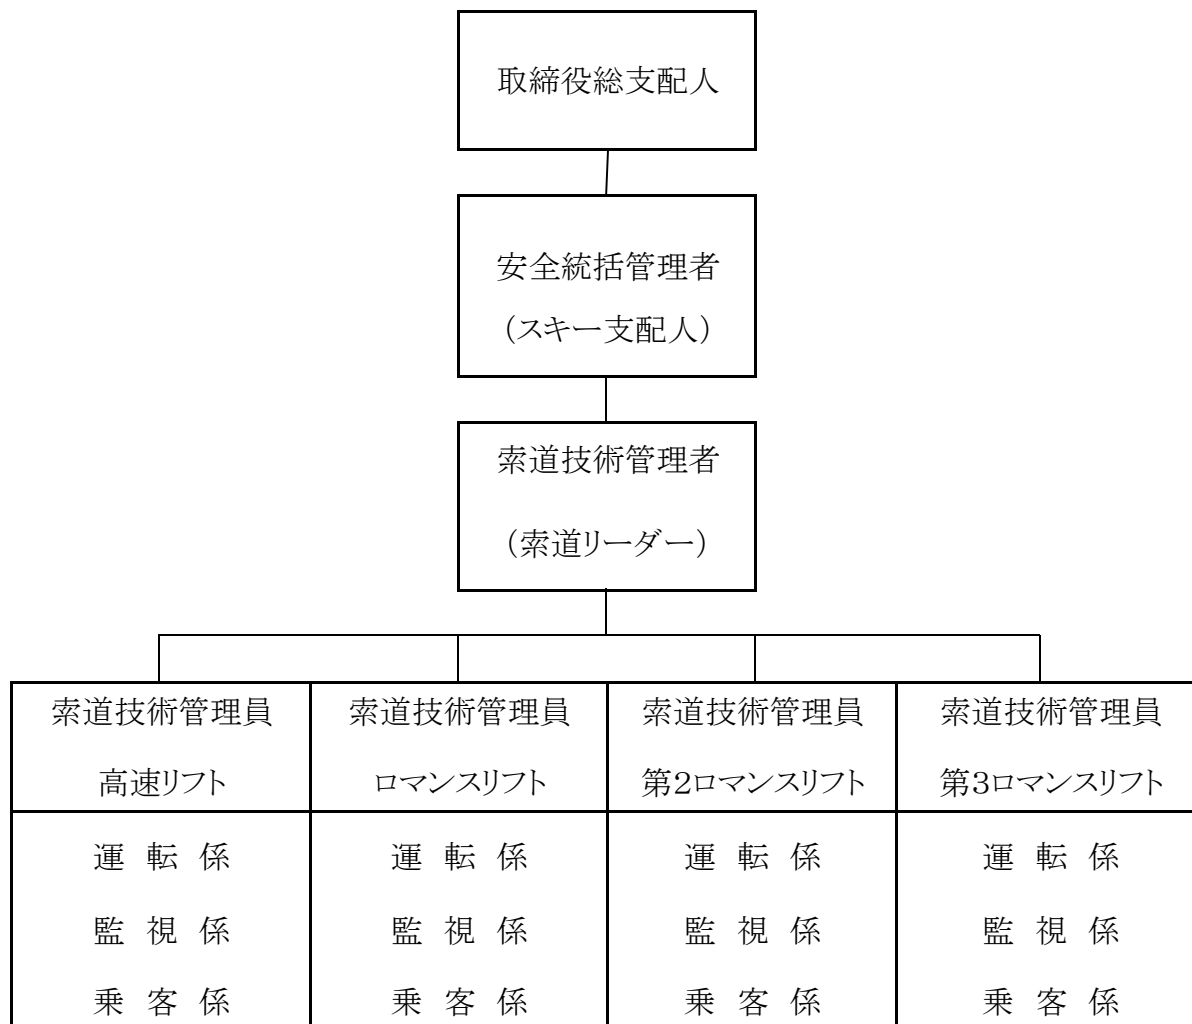 取締役総支配人
安全統括管理者
（スキー支配人）
索道技術管理者
（索道リーダー）
索道技術管理員 索道技術管理員 索道技術管理員 索道技術管理員
高速リフト ロマンスリフト 第2ロマンスリフト 第3ロマンスリフト
運 転 係 運 転 係 運 転 係 運 転 係
監 視 係 監 視 係 監 視 係 監 視 係
乗 客 係 乗 客 係 乗 客 係 乗 客 係